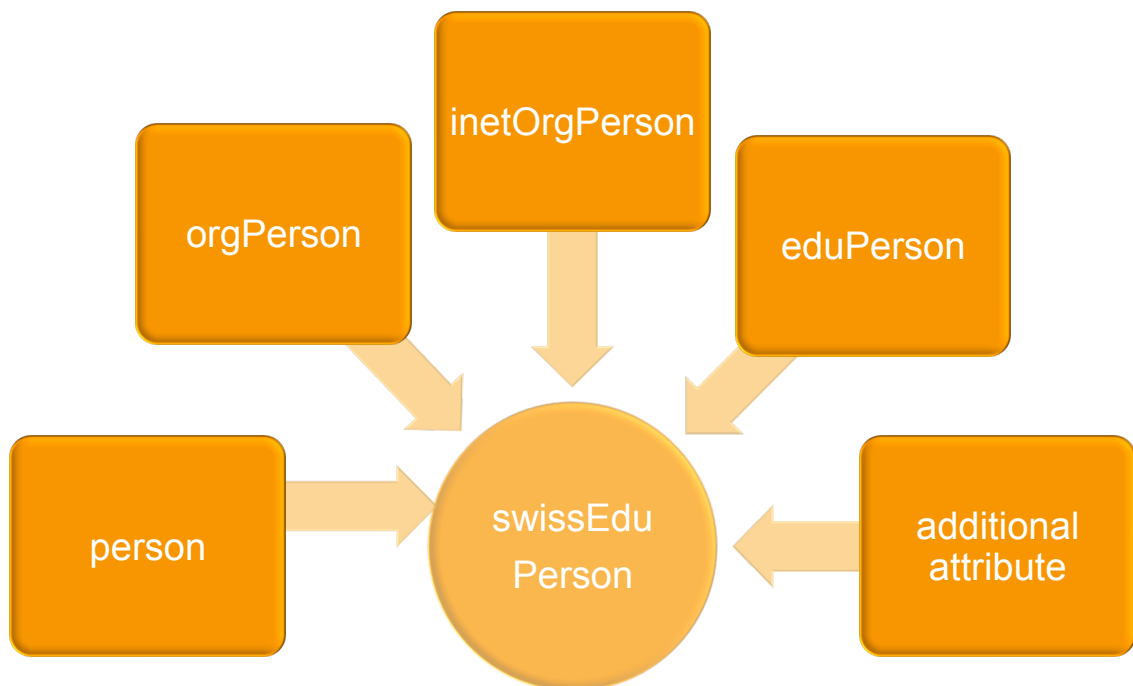 inetOrgPerson
orgPerson
eduPerson
person
swissEdu
Person
additional
attribute